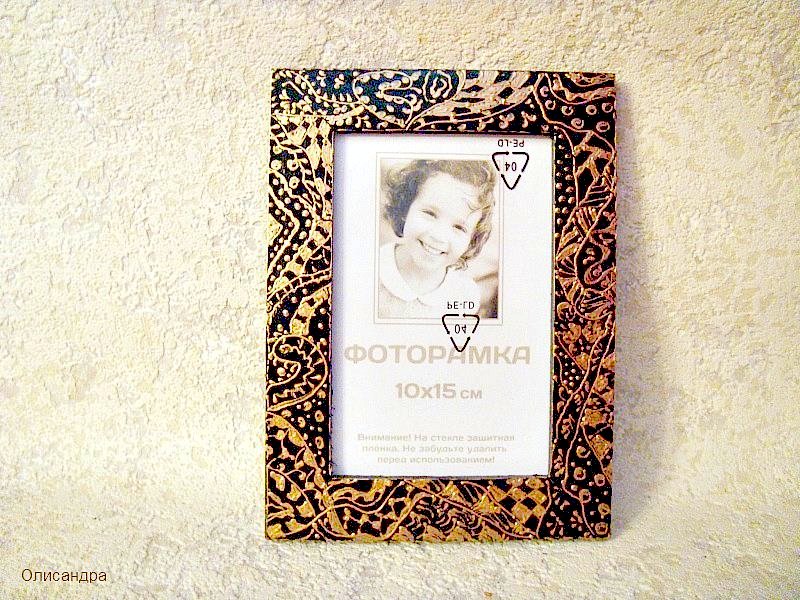 PE-LD
04
PE-LD
04
ФОТОРАМКА
10x15 см
Внимание! На стекле защитная
пленка. Не забудьте удалить
перед использованием!
Олисандра